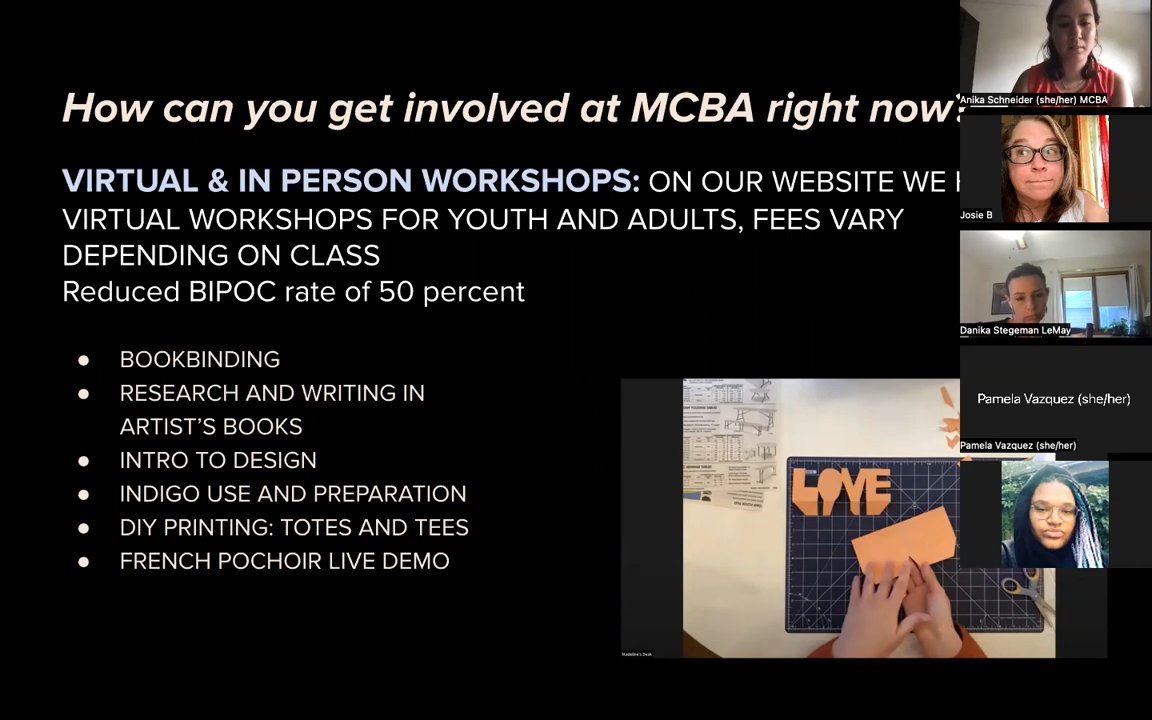 How can you get involved at MCBA right now?
VIRTUAL & IN PERSON WORKSHOPS: ON OUR WEBSITE WE
VIRTUAL WORKSHOPS FOR YOUTH AND ADULTS, FEES VARY
DEPENDING ON CLASS
Reduced BIPOC rate of 50 percent
● BOOKBINDING
● RESEARCH AND WRITING IN
ARTIST’S BOOKS
● INTRO TO DESIGN
● INDIGO USE AND PREPARATION
● DIY PRINTING: TOTES AND TEES
● FRENCH POCHOIR LIVE DEMO
LOVE
Madeline's Desk
Anika Schneider (she/her) MCBA
Josie B
Danika Stegeman LeMay
Pamela Vazquez (she/her)
Pamela Vazquez (she/her)